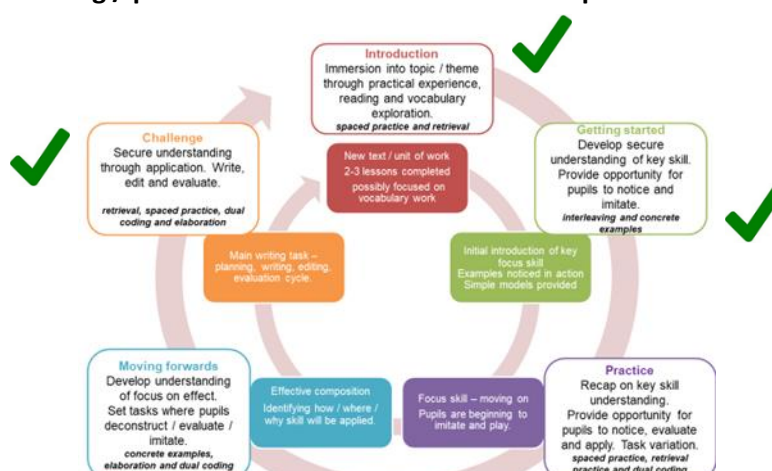 Introduction
Immersion into topic / theme
through practical experience,
reading and vocabulary
exploration.
spaced practice and retrieval
New text / unit of work
2-3 lessons completed
possibly focused on
vocabulary work
Getting started
Develop secure
understanding of key skill.
Provide opportunity for
pupils to notice and
imitate.
interleaving and concrete
examples
Initial introduction of key
focus skill
Examples noticed in action
Simple models provided
Practice
Recap on key skill
understanding.
Provide opportunity for
pupils to notice, evaluate
and apply. Task variation.
spaced practice, retrieval
practice and dual coding
Focus skill – moving on
Pupils are beginning to
imitate and play.
Effective composition
Identifying how / where /
why skill will be applied.
Moving forwards
Develop understanding
of focus on effect.
Set tasks where pupils
deconstruct / evaluate /
imitate.
concrete examples,
elaboration and dual coding
Main writing task –
planning, writing, editing,
evaluation cycle.
Challenge
Secure understanding
through application. Write,
edit and evaluate.
retrieval, spaced practice, dual
coding and elaboration